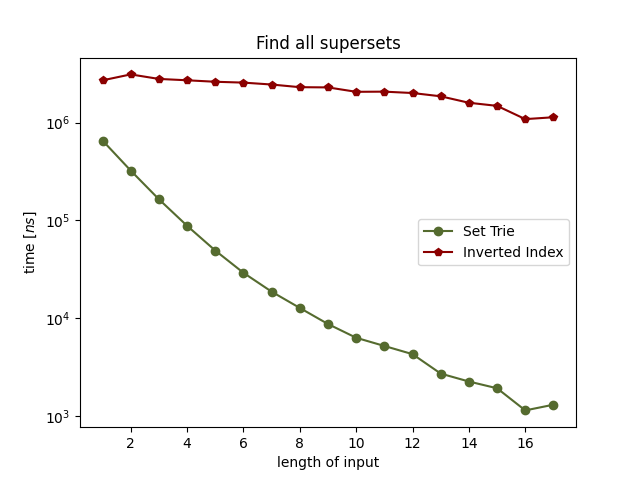 Find all supersets
time [ns]
10^6
10^5
10^4
10^3
Set Trie
Inverted Index
2 4 6 8 10 12 14 16
length of input